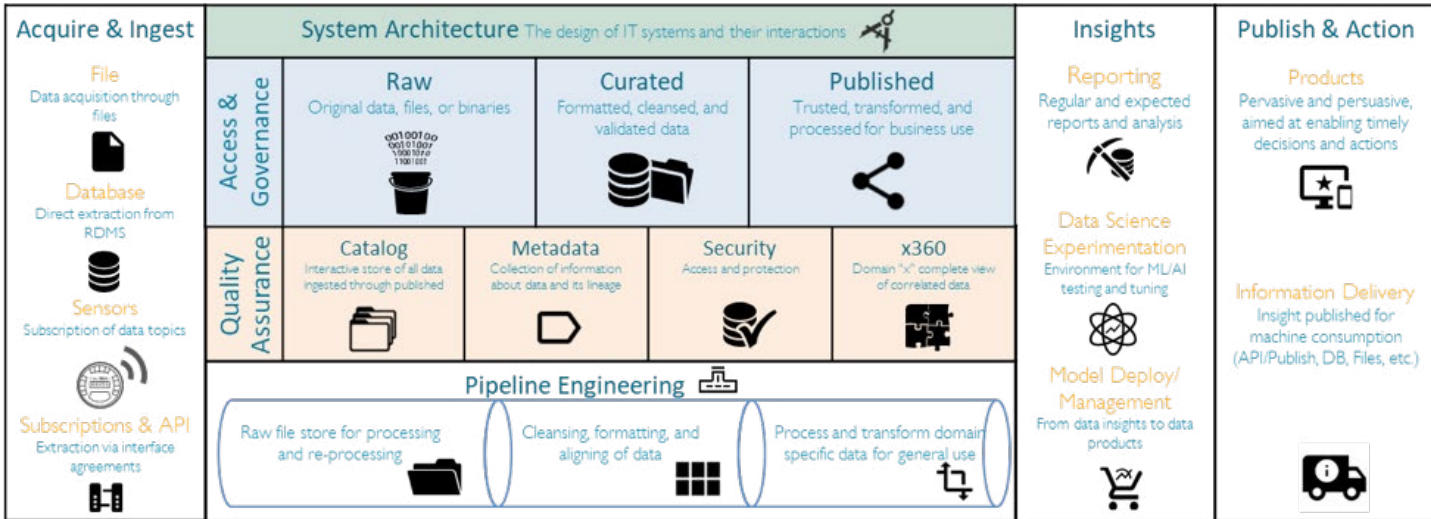 Acquire & Ingest
File
Data acquisition through
files
Database
Direct extraction from
RDMS
Sensors
Subscription of data topics
Subscriptions & API
Extraction via interface
agreements
System Architecture The design of IT systems and their interactions
Access &
Governance
Raw
Original data, files, or binaries
00100100
00101001
10001010
11001001
Curated
Formatted, cleansed, and
validated data
Published
Trusted, transformed, and
processed for business use
Quality
Assurance
Catalog
Interactive store of all data
ingested through published
Metadata
Collection of information
about data and its lineage
Security
Access and protection
x360
Domain "x" complete view
of correlated data
Pipeline Engineering
Raw file store for processing
and re-processing
Cleansing, formatting, and
aligning of data
Process and transform domain
specific data for general use
Insights
Reporting
Regular and expected
reports and analysis
Data Science
Experimentation
Environment for ML/AI
testing and tuning
Model Deploy/
Management
From data insights to data
products
Publish & Action
Products
Pervasive and persuasive,
aimed at enabling timely
decisions and actions
Information Delivery
Insight published for
machine consumption
(API/Publish, DB, Files, etc.)